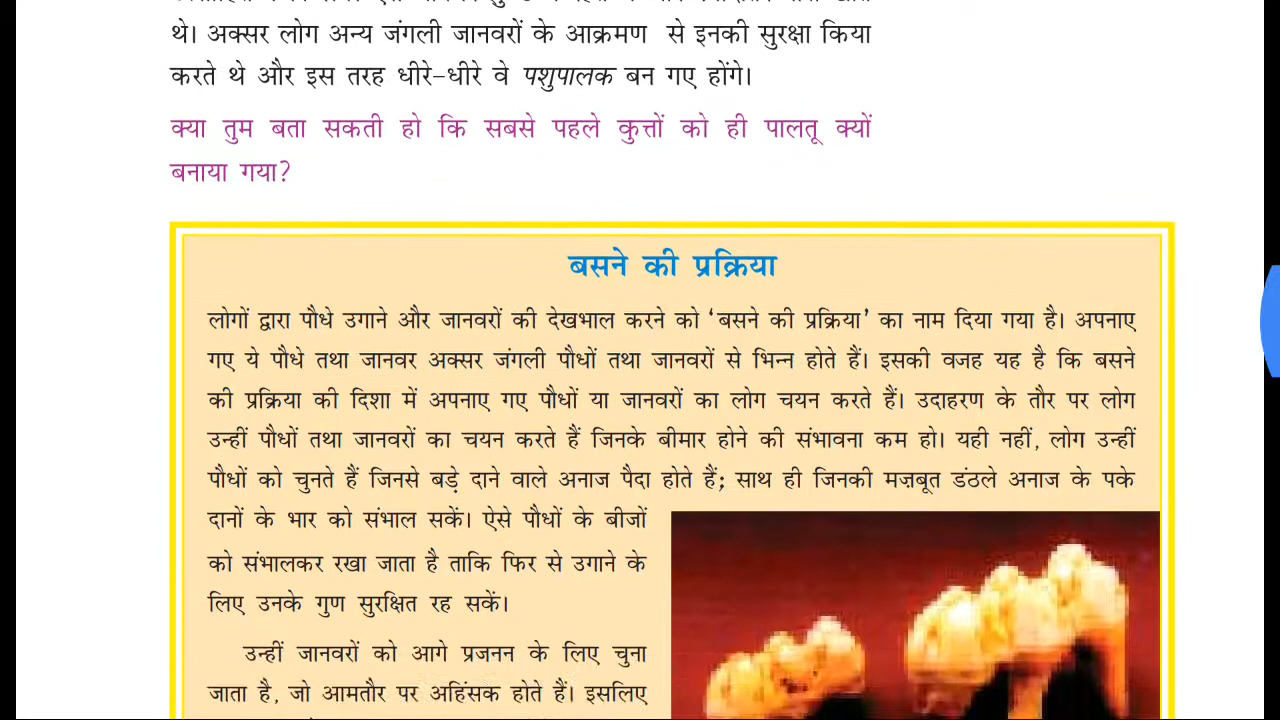 थे। अक्सर लोग अन्य जंगली जानवरों के आक्रमण से इनकी सुरक्षा किया
करते थे और इस तरह धीरे-धीरे वे पशुपालक बन गए होंगे।
क्या तुम बता सकती हो कि सबसे पहले कुत्तों को ही पालतू क्यों
बनाया गया?
बसने की प्रक्रिया
लोगों द्वारा पौधे उगाने और जानवरों की देखभाल करने को ‘बसने की प्रक्रिया’ का नाम दिया गया है। अपनाए
गए ये पौधे तथा जानवर अक्सर जंगली पौधों तथा जानवरों से भिन्न होते हैं। इसकी वजह यह है कि बसने
की प्रक्रिया की दिशा में अपनाए गए पौधों या जानवरों का लोग चयन करते हैं। उदाहरण के तौर पर लोग
उन्हीं पौधों तथा जानवरों का चयन करते हैं जिनके बीमार होने की संभावना कम हो। यही नहीं, लोग उन्हीं
पौधों को चुनते हैं जिनसे बड़े दाने वाले अनाज पैदा होते हैं; साथ ही जिनकी मज़बूत डंठले अनाज के पके
दानों के भार को संभाल सकें। ऐसे पौधों के बीजों
को संभालकर रखा जाता है ताकि फिर से उगाने के
लिए उनके गुण सुरक्षित रह सकें।
उन्हीं जानवरों को आगे प्रजनन के लिए चुना
जाता है, जो आमतौर पर अहिंसक होते हैं। इसलिए